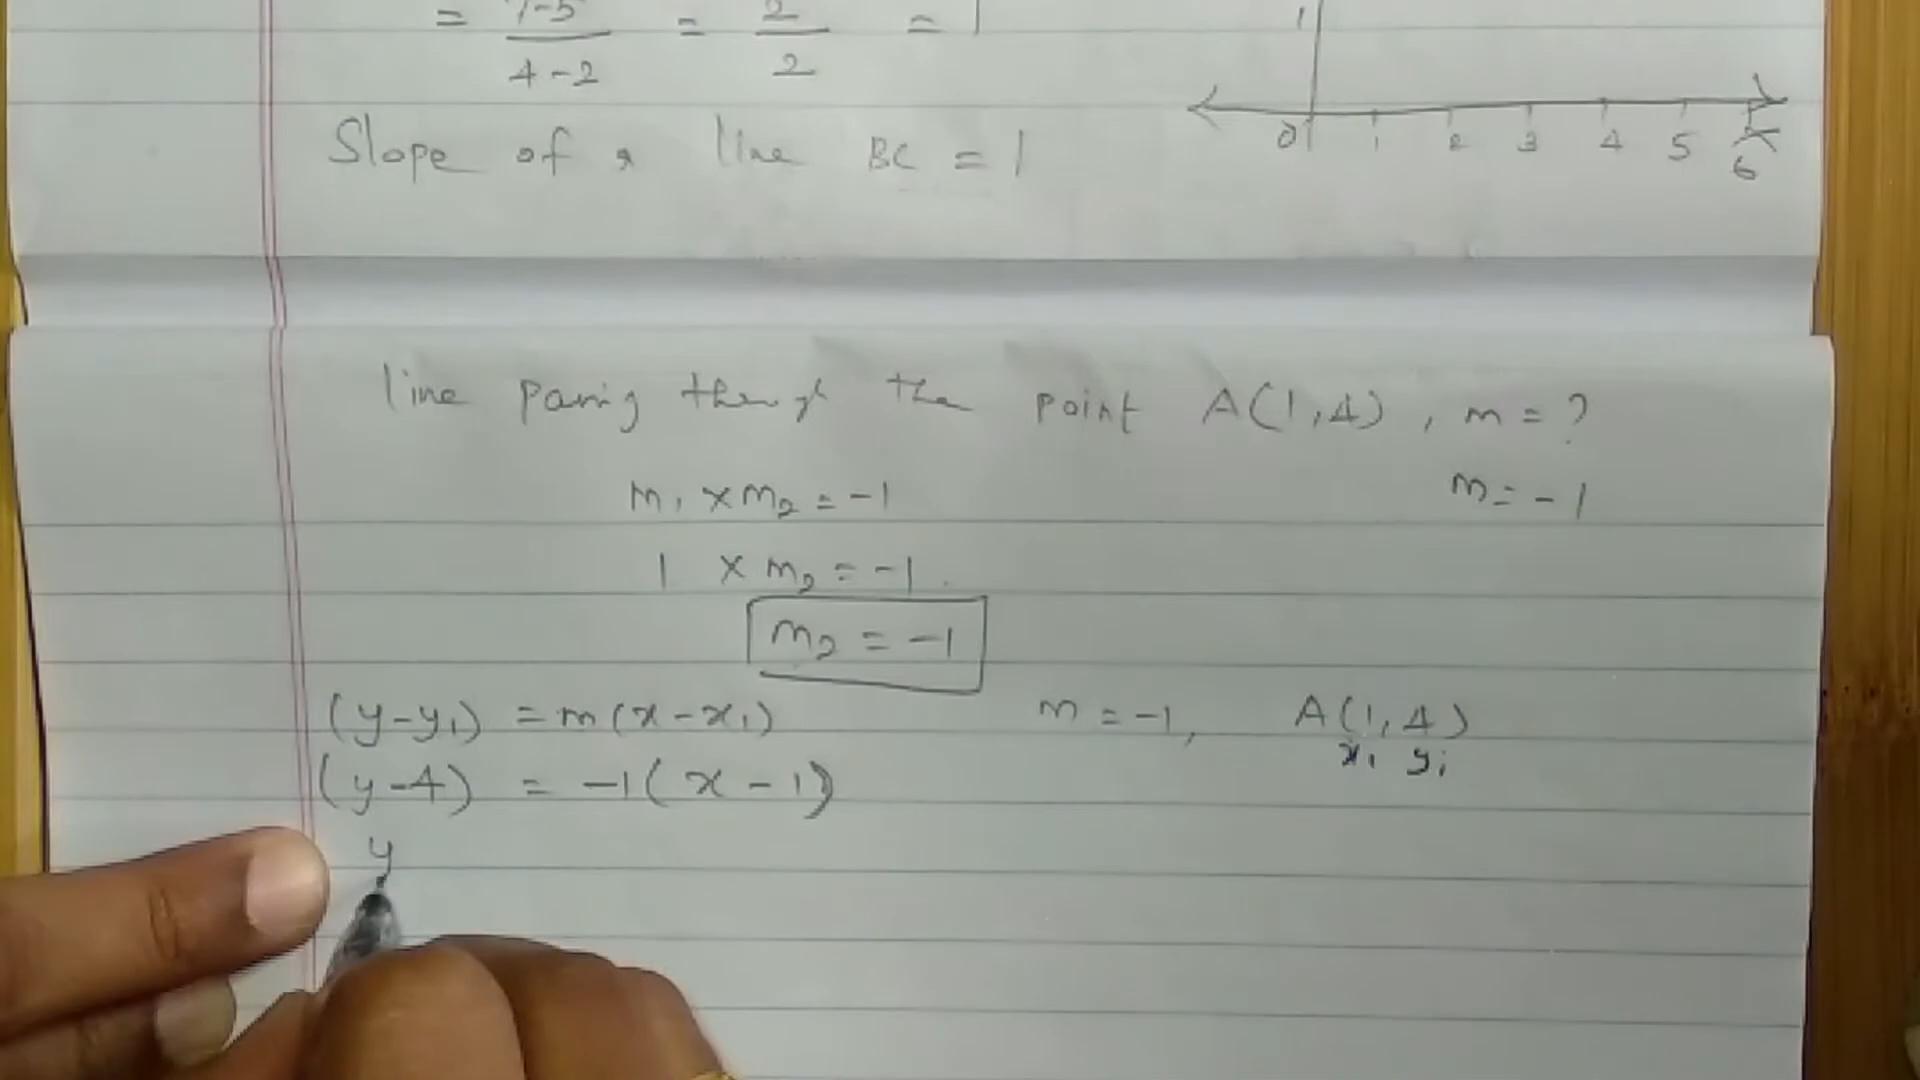 = 7-5 / 4-2 = 2 / 2 = 1
1
0 1 2 3 4 5 6 X
Slope of a line BC = 1
line passing through the point A(1,4), m = ?
m₁ × m₂ = -1
m = -1
1 × m₂ = -1
m₂ = -1
(y-y₁) = m(x-x₁) m = -1, A(1,4)
x₁ y₁
(y-4) = -1(x-1)
y